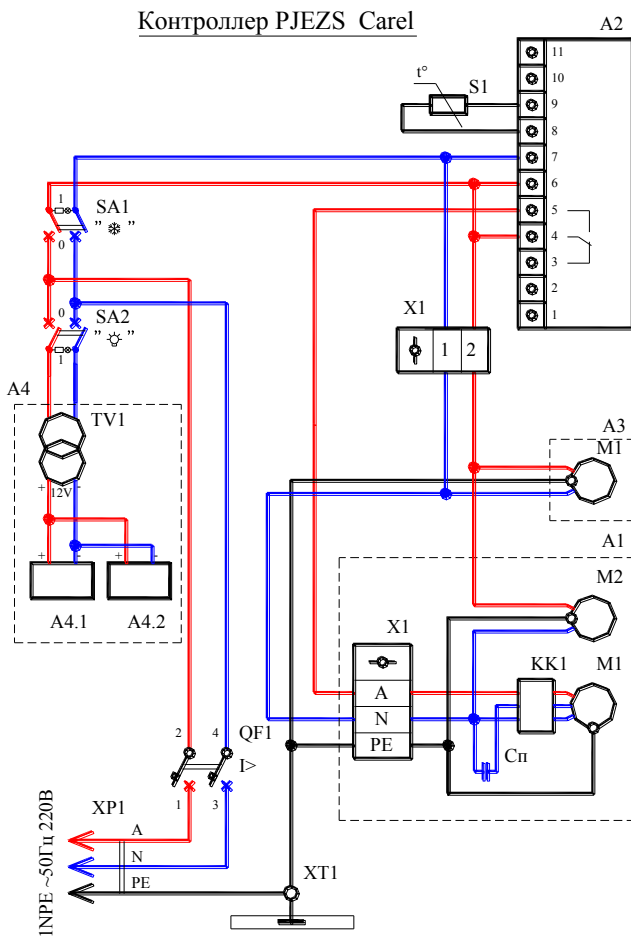 Контроллер PJEZS Carel
A2
11
10
t°
S1
9
8
7
6
1
SA1
5
" ❄ "
4
0
3
0
2
SA2
X1
1
" "
1 2
1
A4
TV1
A3
M1
+ 12V -
A1
+ - + -
M2
A4.1 A4.2
X1
KK1
M1
A
N
2 4 QF1
PE
Сп
I>
XP1
1 3
A
N
XT1
PE
1NPE ~50Гц 220В